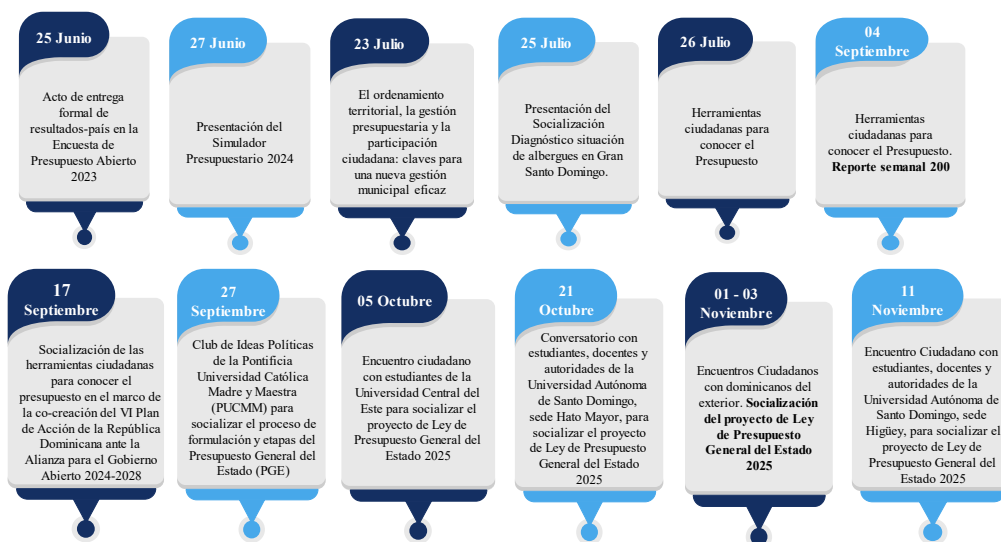 25 Junio
Acto de entrega
formal de
resultados-país en la
Encuesta de
Presupuesto Abierto
2023
27 Junio
Presentación del
Simulador
Presupuestario 2024
23 Julio
El ordenamiento
territorial, la gestión
presupuestaria y la
participación
ciudadana: claves para
una nueva gestión
municipal eficaz
25 Julio
Presentación del
Socialización
Diagnóstico situación
de albergues en Gran
Santo Domingo.
26 Julio
Herramientas
ciudadanas para
conocer el
Presupuesto
04
Septiembre
Herramientas
ciudadanas para
conocer el Presupuesto.
Reporte semanal 200
17
Septiembre
Socialización de las
herramientas ciudadanas
para conocer el
presupuesto en el marco de
la co-creación del VI Plan
de Acción de la República
Dominicana ante la
Alianza para el Gobierno
Abierto 2024-2028
27
Septiembre
Club de Ideas Políticas
de la Pontificia
Universidad Católica
Madre y Maestra
(PUCMM) para
socializar el proceso de
formulación y etapas del
Presupuesto General del
Estado (PGE)
05 Octubre
Encuentro ciudadano
con estudiantes de la
Universidad Central del
Este para socializar el
proyecto de Ley de
Presupuesto General del
Estado 2025
21
Octubre
Conversatorio con
estudiantes, docentes y
autoridades de la
Universidad Autónoma
de Santo Domingo,
sede Hato Mayor, para
socializar el proyecto
de Ley de Presupuesto
General del Estado
2025
01 - 03
Noviembre
Encuentros Ciudadanos
con dominicanos del
exterior. Socialización
del proyecto de Ley
de Presupuesto
General del Estado
2025
11
Noviembre
Encuentro Ciudadano con
estudiantes, docentes y
autoridades de la
Universidad Autónoma de
Santo Domingo, sede
Higüey, para socializar el
proyecto de Ley de
Presupuesto General del
Estado 2025